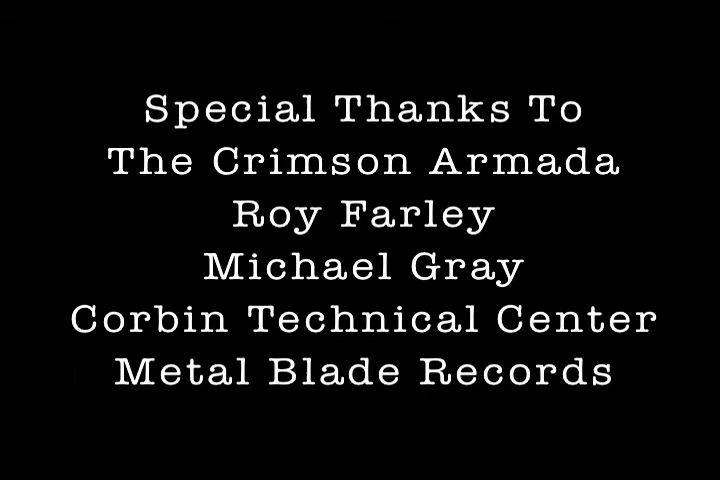 Special Thanks To
The Crimson Armada
Roy Farley
Michael Gray
Corbin Technical Center
Metal Blade Records